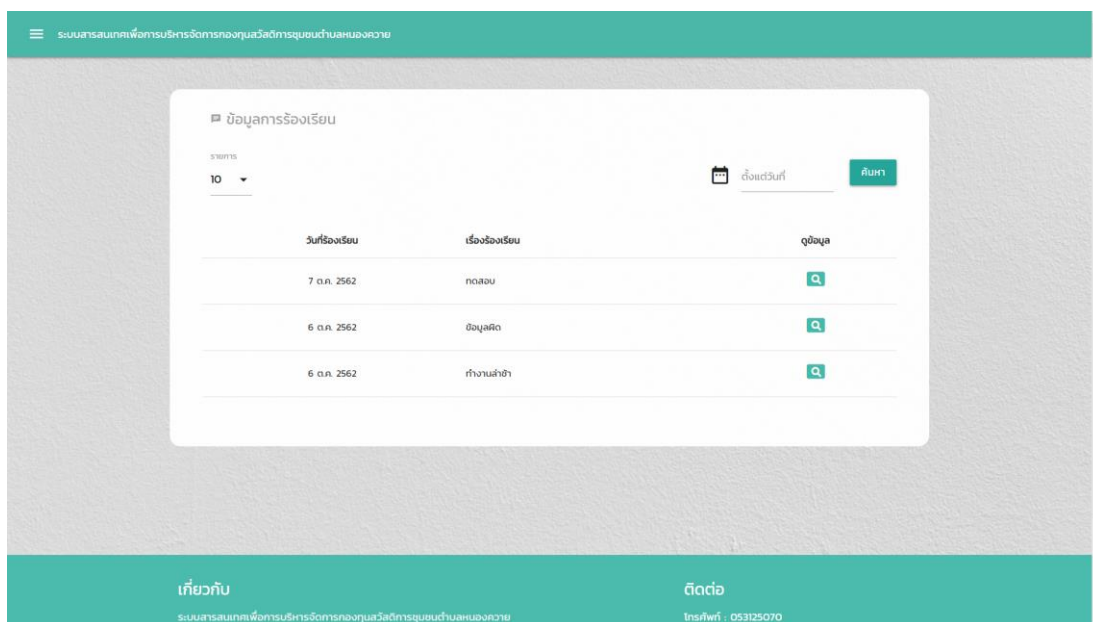 ระบบสารสนเทศเพื่อการบริหารจัดการกองทุนสวัสดิการชุมชนตำบลหนองควาย
ข้อมูลการร้องเรียน
รายการ
10
ตั้งแต่วันที่
ค้นหา
วันที่ร้องเรียน เรื่องร้องเรียน ดูข้อมูล
7 ต.ค. 2562 ทดสอบ
6 ต.ค. 2562 ข้อมูลผิด
6 ต.ค. 2562 ทำงานล่าช้า
เกี่ยวกับ ติดต่อ
ระบบสารสนเทศเพื่อการบริหารจัดการกองทุนสวัสดิการชุมชนตำบลหนองควาย โทรศัพท์ : 053125070